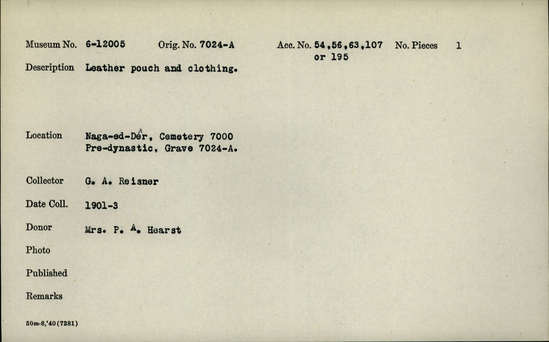 Museum No. 6-12005 Orig. No. 7024-A Acc. No. 54,56,63,107 No. Pieces 1
or 195
Description Leather pouch and clothing.
Location Naga-ed-Dér, Cemetery 7000
Pre-dynastic, Grave 7024-A.
Collector G. A. Reisner
Date Coll. 1901-3
Donor Mrs. P. A. Hearst
Photo
Published
Remarks
50m-8,'40(7281)